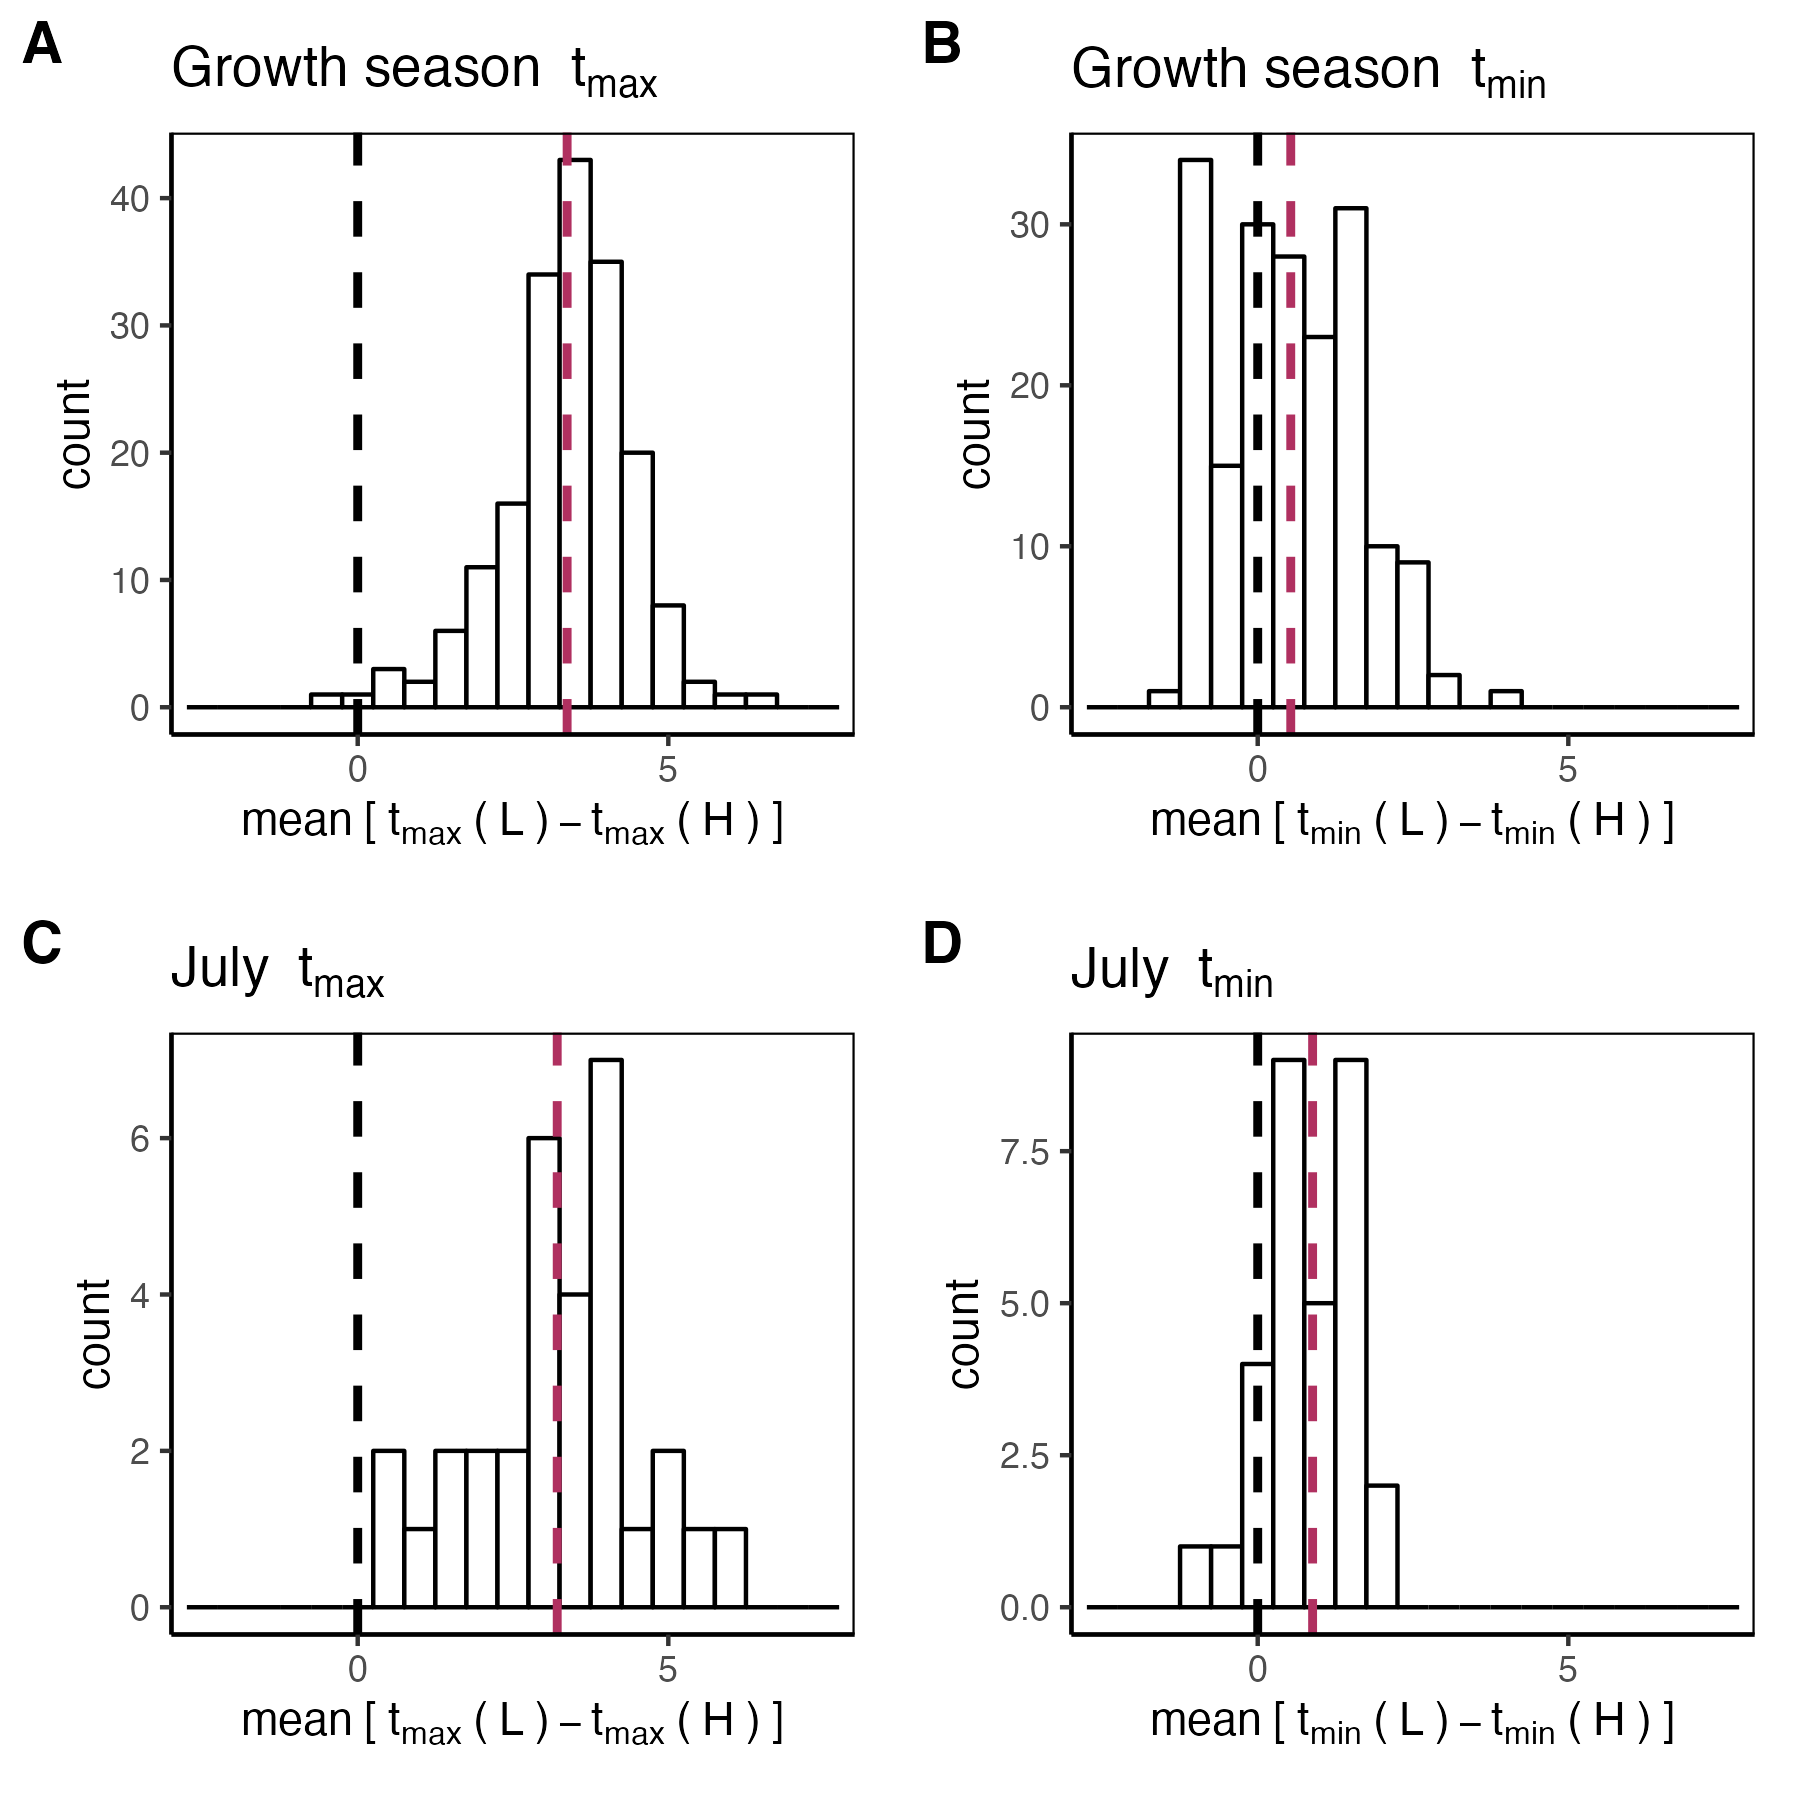 A
Growth season tmax
count
40
30
20
10
0
0 5
mean [ tmax ( L ) – tmax ( H ) ]
B
Growth season tmin
count
30
20
10
0
0 5
mean [ tmin ( L ) – tmin ( H ) ]
C
July tmax
count
6
4
2
0
0 5
mean [ tmax ( L ) – tmax ( H ) ]
D
July tmin
count
7.5
5.0
2.5
0.0
0 5
mean [ tmin ( L ) – tmin ( H ) ]